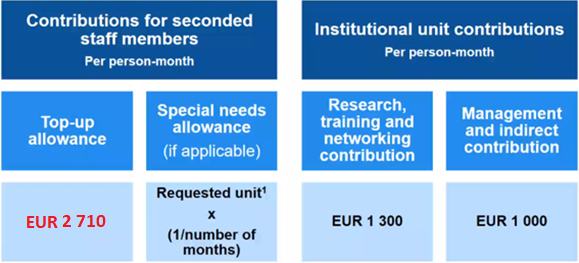 Contributions for seconded
staff members
Per person-month
Institutional unit contributions
Per person-month
Top-up
allowance
Special needs
allowance
(if applicable)
Research,
training and
networking
contribution
Management
and indirect
contribution
EUR 2 710
Requested unit¹
x
(1/number of
months)
EUR 1 300
EUR 1 000